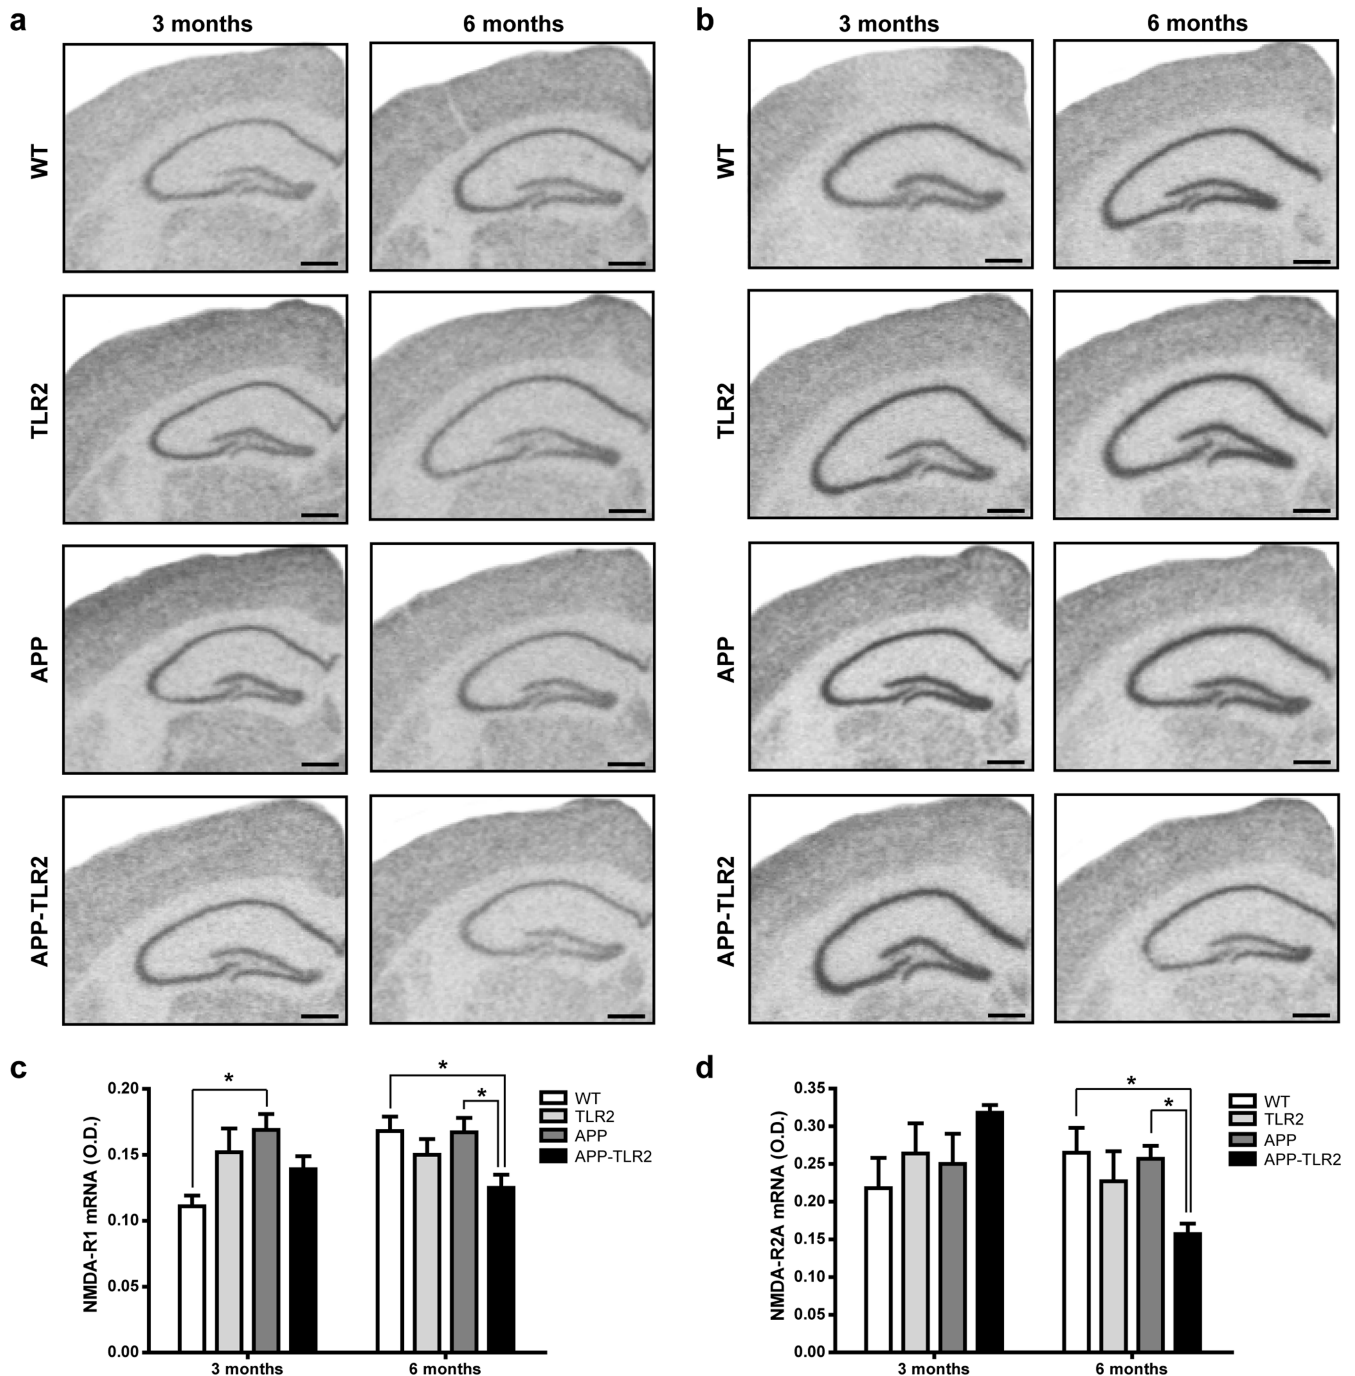 a
3 months
6 months
b
3 months
6 months
WT
WT
TLR2
TLR2
APP
APP
APP-TLR2
APP-TLR2
c
NMDA-R1 mRNA (O.D.)
0.20
0.15
0.10
0.05
0.00
*
*
*
3 months
6 months
WT
TLR2
APP
APP-TLR2
d
NMDA-R2A mRNA (O.D.)
0.35
0.30
0.25
0.20
0.15
0.10
0.05
0.00
*
*
3 months
6 months
WT
TLR2
APP
APP-TLR2